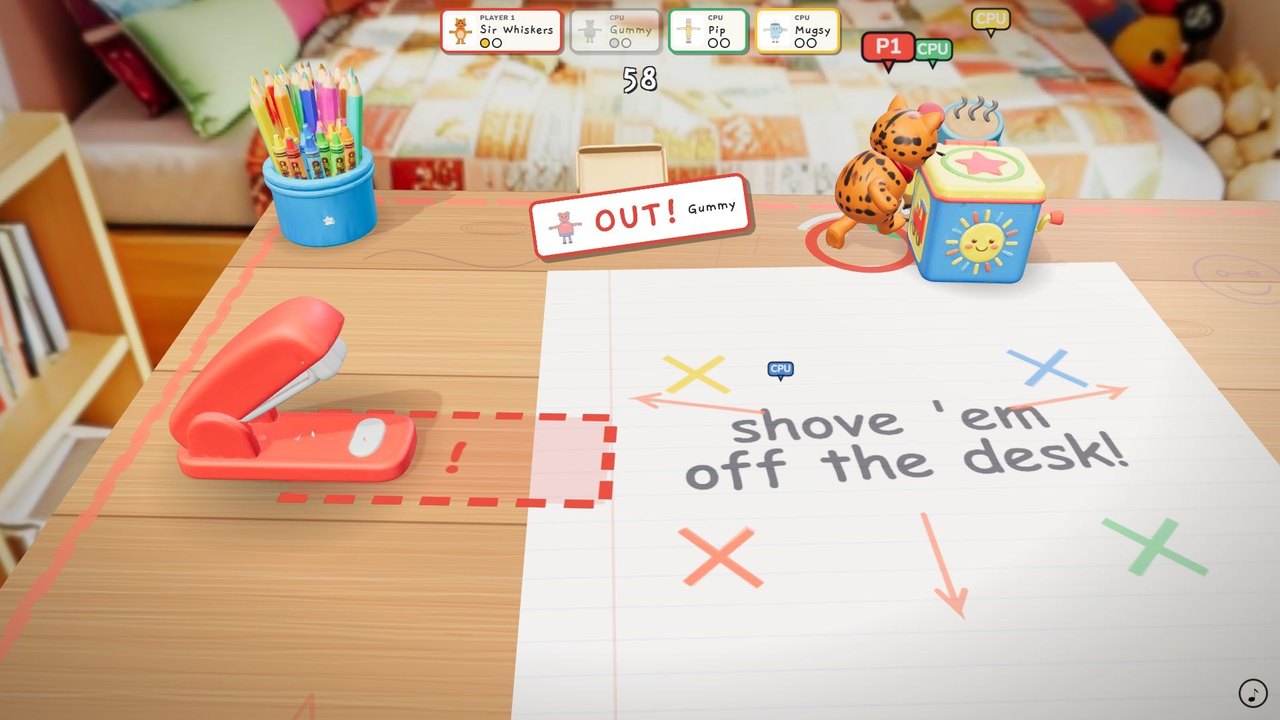 PLAYER 1
Sir Whiskers
CPU
Gummy
CPU
Pip
CPU
Mugsy
58
CPU
P1
CPU
OUT! Gummy
CPU
!
shove 'em
off the desk!